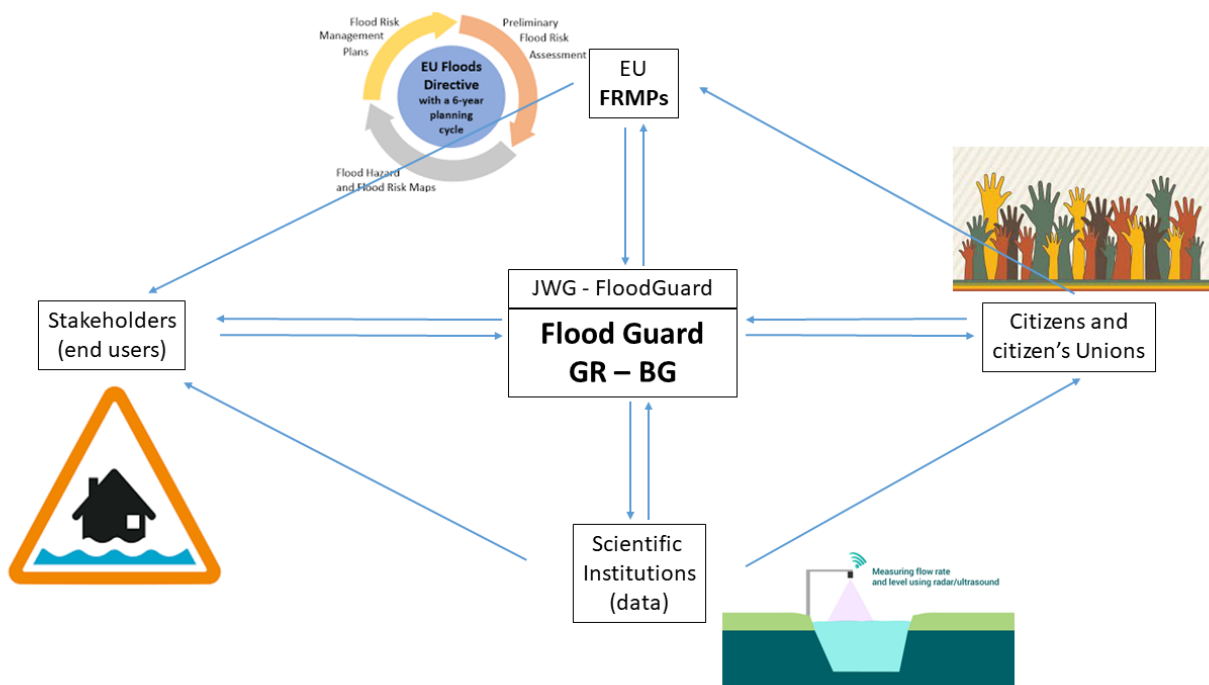 Flood Risk
Management
Plans
Preliminary
Flood Risk
Assessment
EU Floods
Directive
with a 6-year
planning
cycle
Flood Hazard
and Flood Risk Maps
EU
FRMPs
JWG - FloodGuard
Flood Guard
GR – BG
Stakeholders
(end users)
Citizens and
citizen’s Unions
Scientific
Institutions
(data)
Measuring flow rate
and level using radar/ultrasound